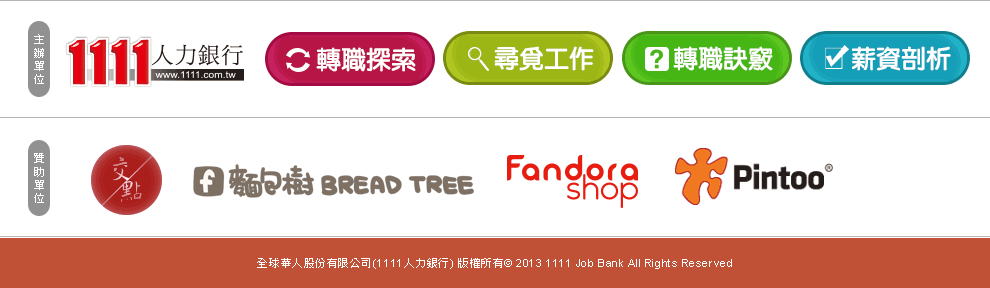 主辦單位
1111人力銀行
www.1111.com.tw
轉職探索
尋覓工作
轉職訣竅
薪資剖析
贊助單位
交點
f 麵包樹 BREAD TREE
Fandora
shop
Pintoo®
全球華人股份有限公司(1111人力銀行) 版權所有© 2013 1111 Job Bank All Rights Reserved